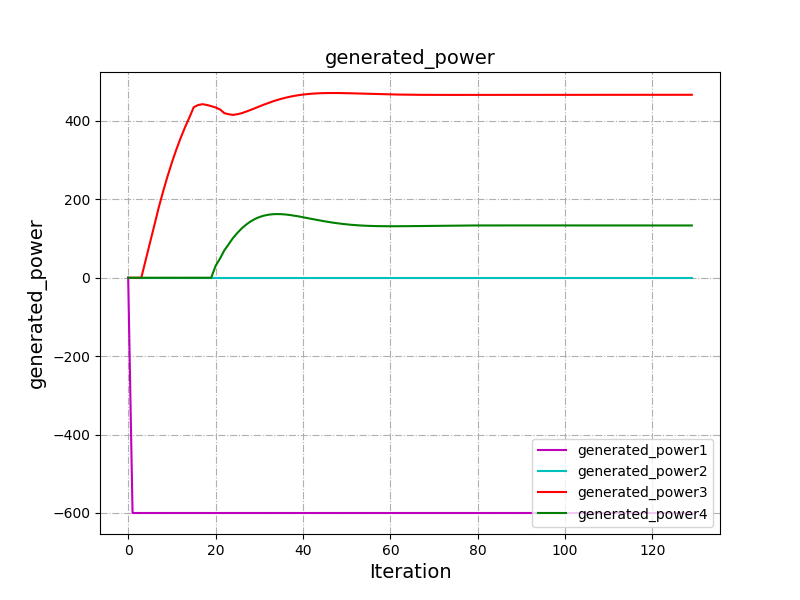 generated_power
generated_power
400
200
0
−200
−400
−600
generated_power1
generated_power2
generated_power3
generated_power4
0 20 40 60 80 100 120
Iteration